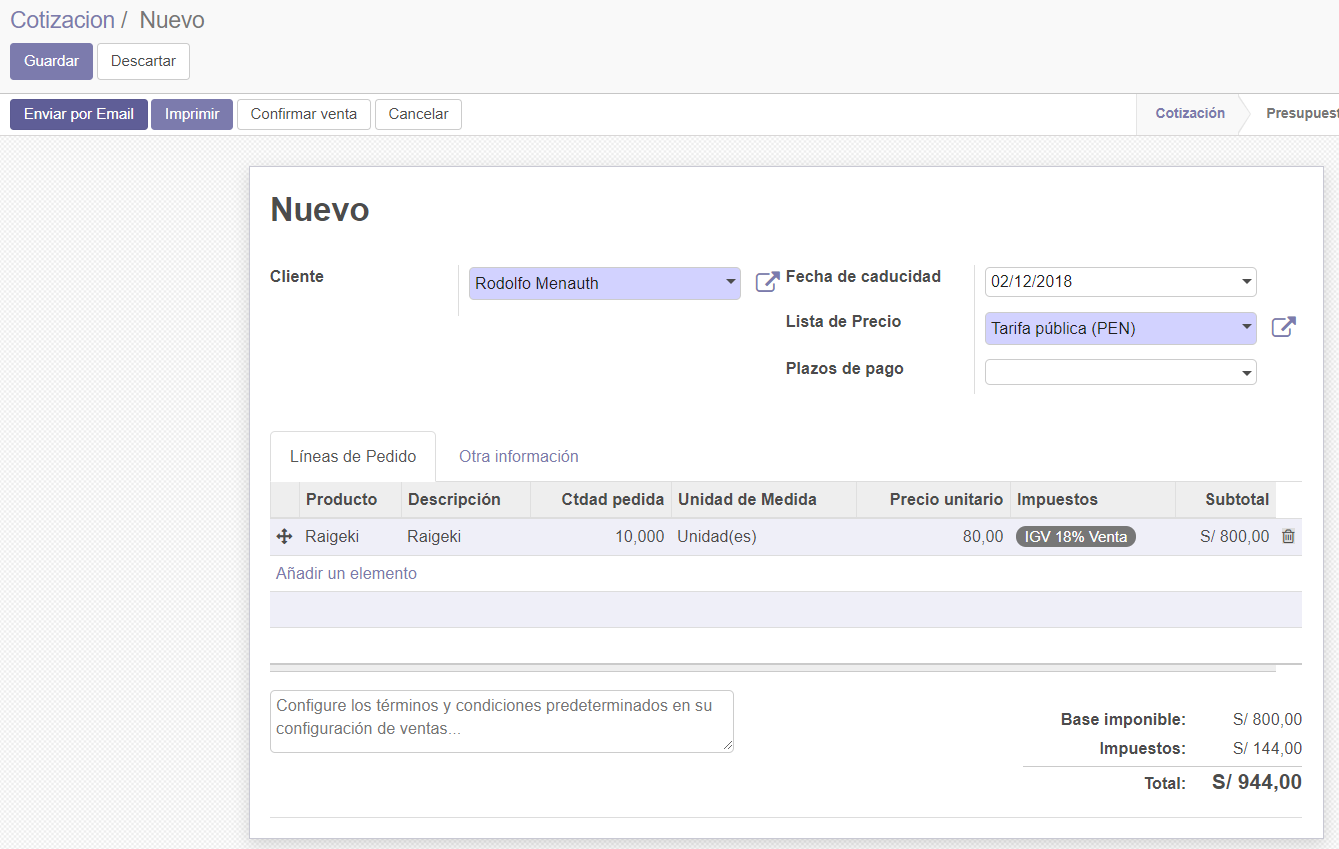 Cotizacion / Nuevo
Guardar Descartar
Enviar por Email Imprimir Confirmar venta Cancelar Cotización Presupuest
Nuevo
Cliente Rodolfo Menauth Fecha de caducidad 02/12/2018
Lista de Precio Tarifa pública (PEN)
Plazos de pago
Líneas de Pedido Otra información
Producto Descripción Ctdad pedida Unidad de Medida Precio unitario Impuestos Subtotal
Raigeki Raigeki 10,000 Unidad(es) 80,00 IGV 18% Venta S/ 800,00
Añadir un elemento
Configure los términos y condiciones predeterminados en su
configuración de ventas...
Base imponible: S/ 800,00
Impuestos: S/ 144,00
Total: S/ 944,00